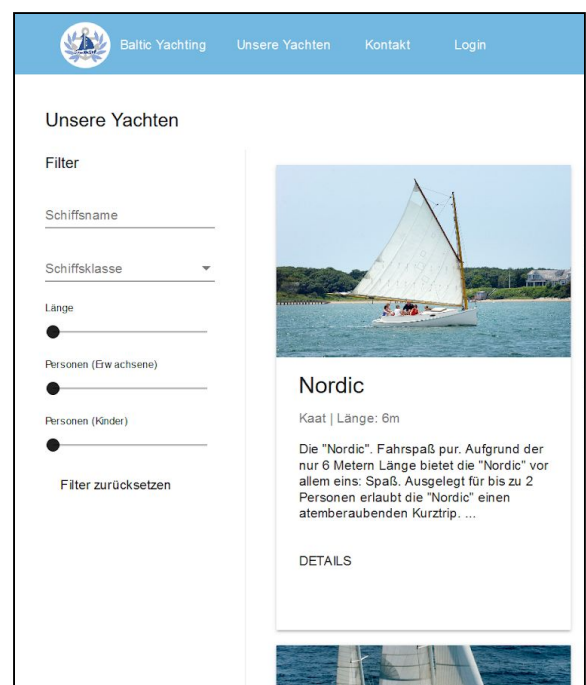 Baltic Yachting Unsere Yachten Kontakt Login
Unsere Yachten
Filter
Schiffsname
Schiffsklasse
Länge
Personen (Erwachsene)
Personen (Kinder)
Filter zurücksetzen
Nordic
Kaat | Länge: 6m
Die "Nordic". Fahrspaß pur. Aufgrund der
nur 6 Metern Länge bietet die "Nordic" vor
allem eins: Spaß. Ausgelegt für bis zu 2
Personen erlaubt die "Nordic" einen
atemberaubenden Kurztrip. ...
DETAILS